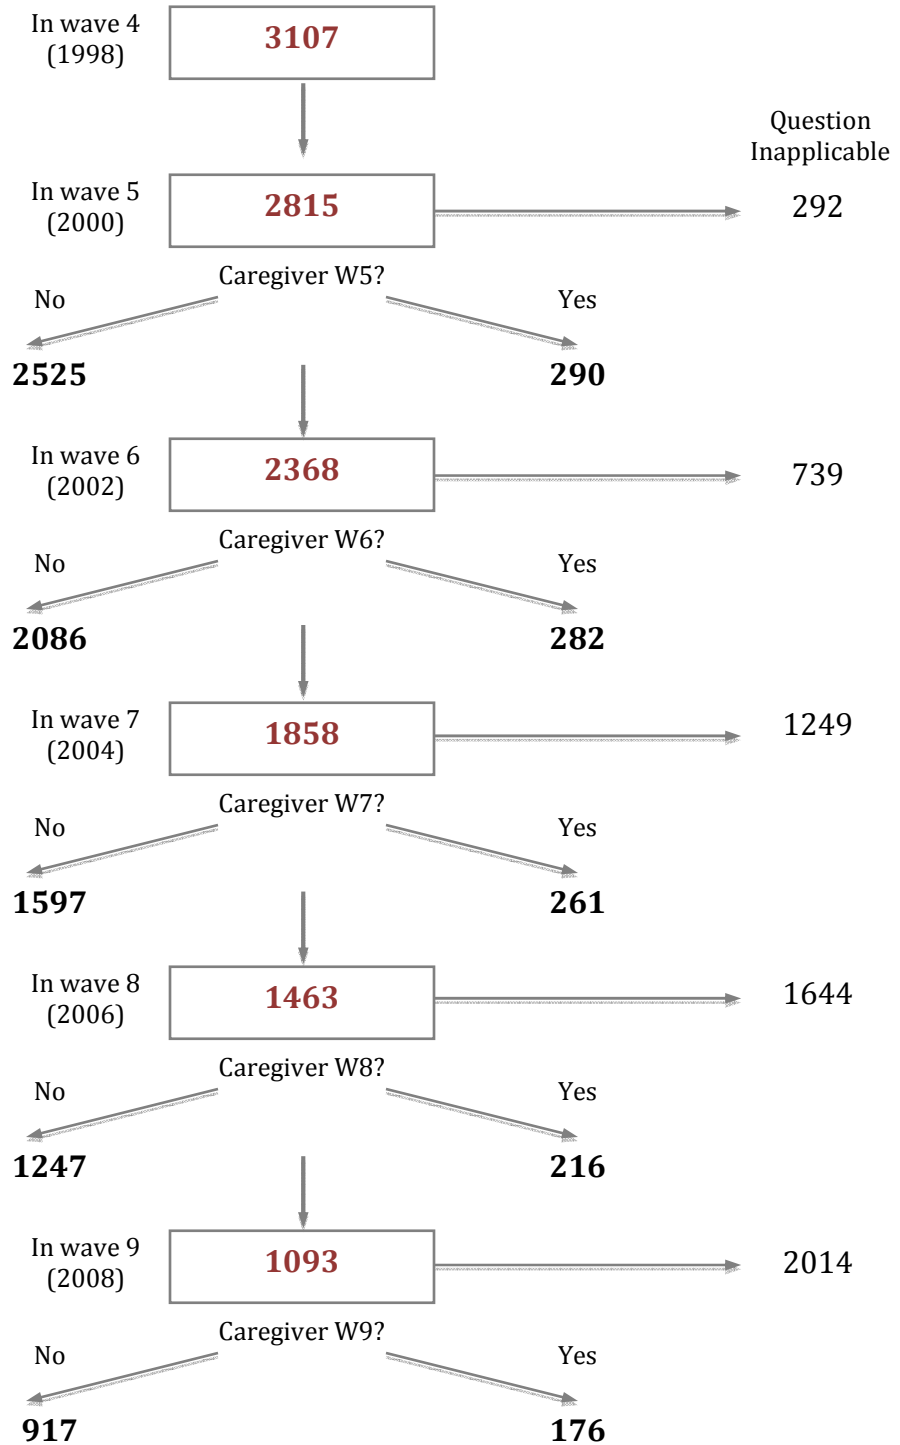 In wave 4
(1998)
3107
Question
Inapplicable
In wave 5
(2000)
2815
292
Caregiver W5?
No
Yes
2525
290
In wave 6
(2002)
2368
739
Caregiver W6?
No
Yes
2086
282
In wave 7
(2004)
1858
1249
Caregiver W7?
No
Yes
1597
261
In wave 8
(2006)
1463
1644
Caregiver W8?
No
Yes
1247
216
In wave 9
(2008)
1093
2014
Caregiver W9?
No
Yes
917
176